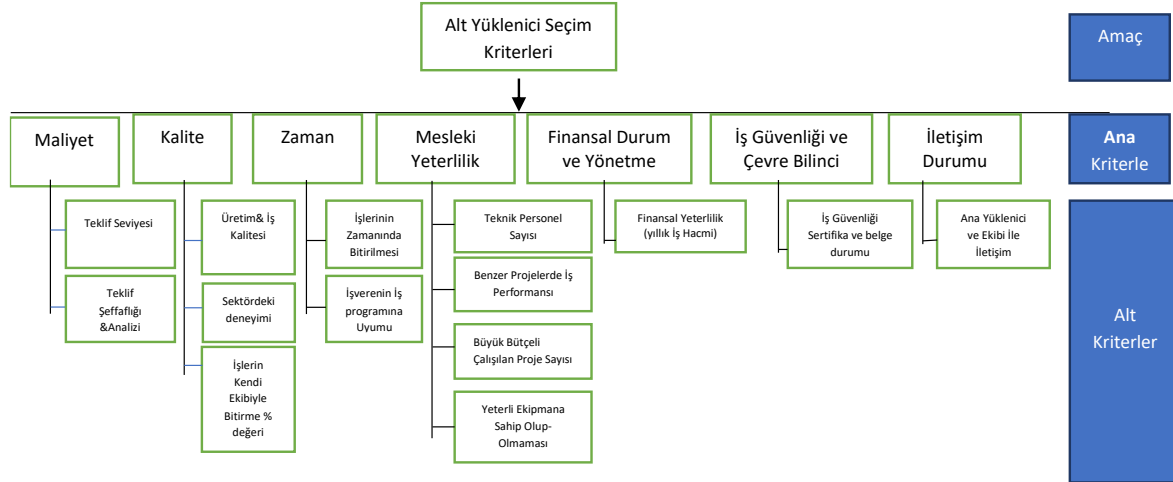 Alt Yüklenici Seçim
Kriterleri
Amaç
Maliyet
Kalite
Zaman
Mesleki
Yeterlilik
Finansal Durum
ve Yönetme
İş Güvenliği ve
Çevre Bilinci
İletişim
Durumu
Ana
Kriterle
Teklif Seviyesi
Teklif
Şeffaflığı
&Analizi
Üretim& İş
Kalitesi
Sektördeki
deneyimi
İşlerin
Kendi
Ekibiyle
Bitirme %
değeri
İşlerinin
Zamanında
Bitirilmesi
İşverenin İş
programına
Uyumu
Teknik Personel
Sayısı
Benzer Projelerde İş
Performansı
Büyük Bütçeli
Çalışılan Proje Sayısı
Yeterli Ekipmana
Sahip Olup-
Olmaması
Finansal Yeterlilik
(yıllık İş Hacmi)
İş Güvenliği
Sertifika ve belge
durumu
Ana Yüklenici
ve Ekibi İle
İletişim
Alt
Kriterler